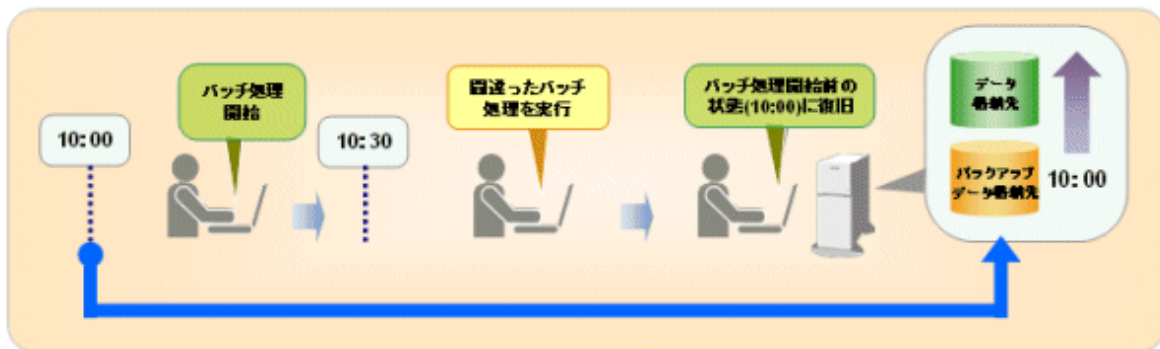 10:00
バッチ処理
開始
10:30
間違ったバッチ
処理を実行
バッチ処理開始前の
状態(10:00)に復旧
データ
格納先
バックアップ
データ格納先
10:00